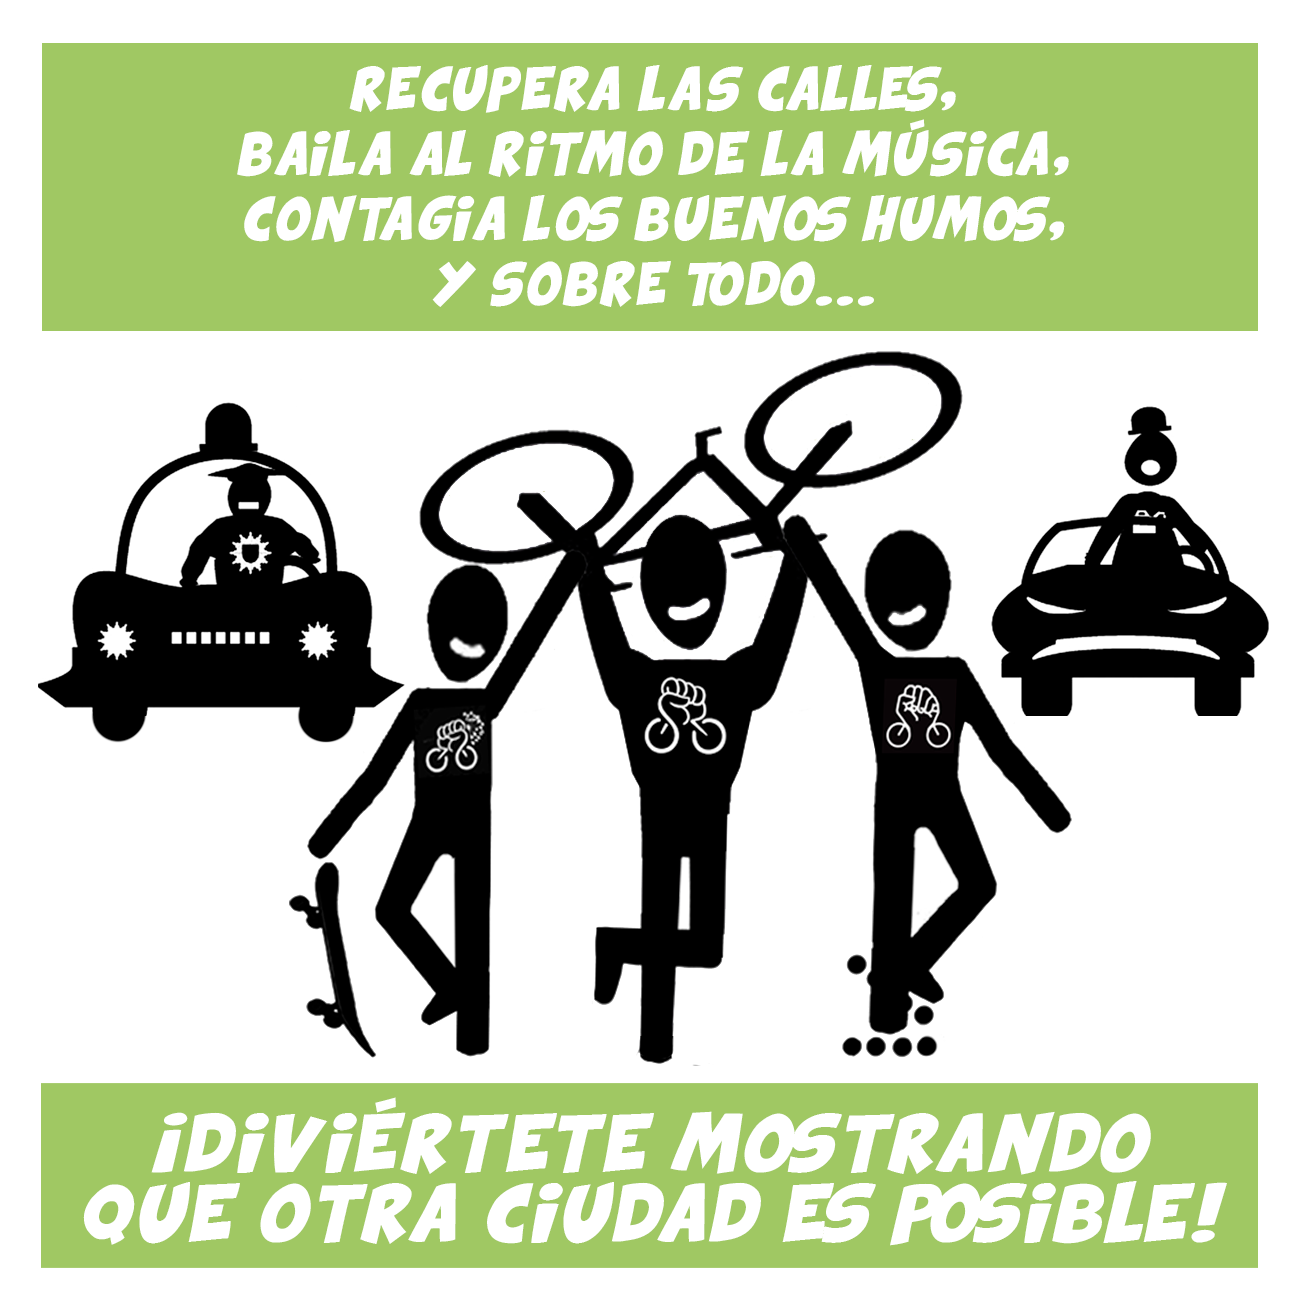 RECUPERA LAS CALLES,
BAILA AL RITMO DE LA MÚSICA,
CONTAGIA LOS BUENOS HUMOS,
Y SOBRE TODO...
¡DIVIÉRTETE MOSTRANDO
QUE OTRA CIUDAD ES POSIBLE!